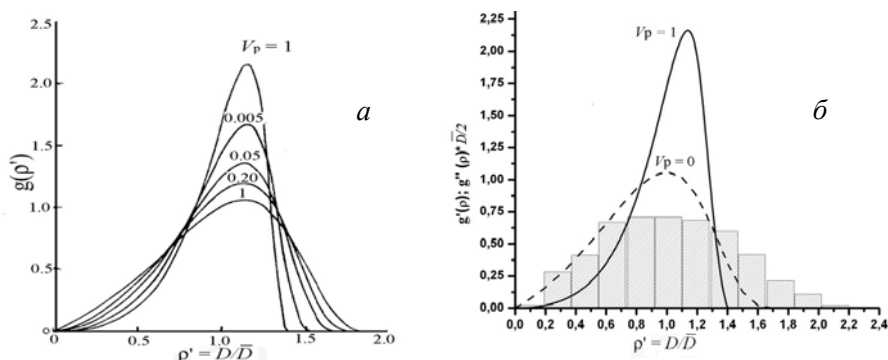 2.5
2.0
1.5
1.0
0.5
0
g(ρ')
V_p = 1
0.005
0.05
0.20
1
а
0 0.5 1.0 1.5 2.0
ρ' = D/D̅
2,25
2,00
1,75
1,50
1,25
1,00
0,75
0,50
0,25
0,00
g'(ρ); g''(ρ)*D̅/2
Vp = 1
Vp = 0
б
0,0 0,2 0,4 0,6 0,8 1,0 1,2 1,4 1,6 1,8 2,0 2,2 2,4
ρ' = D/D̅